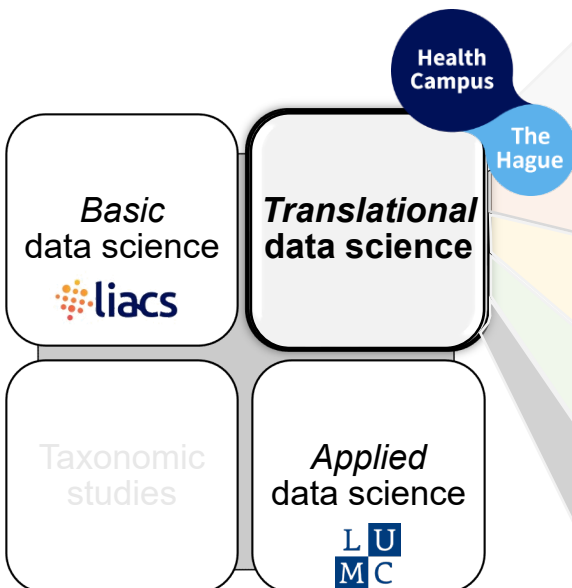 Health
Campus
The
Hague
Basic
data science
liacs
Translational
data science
Taxonomic
studies
Applied
data science
L U
M C